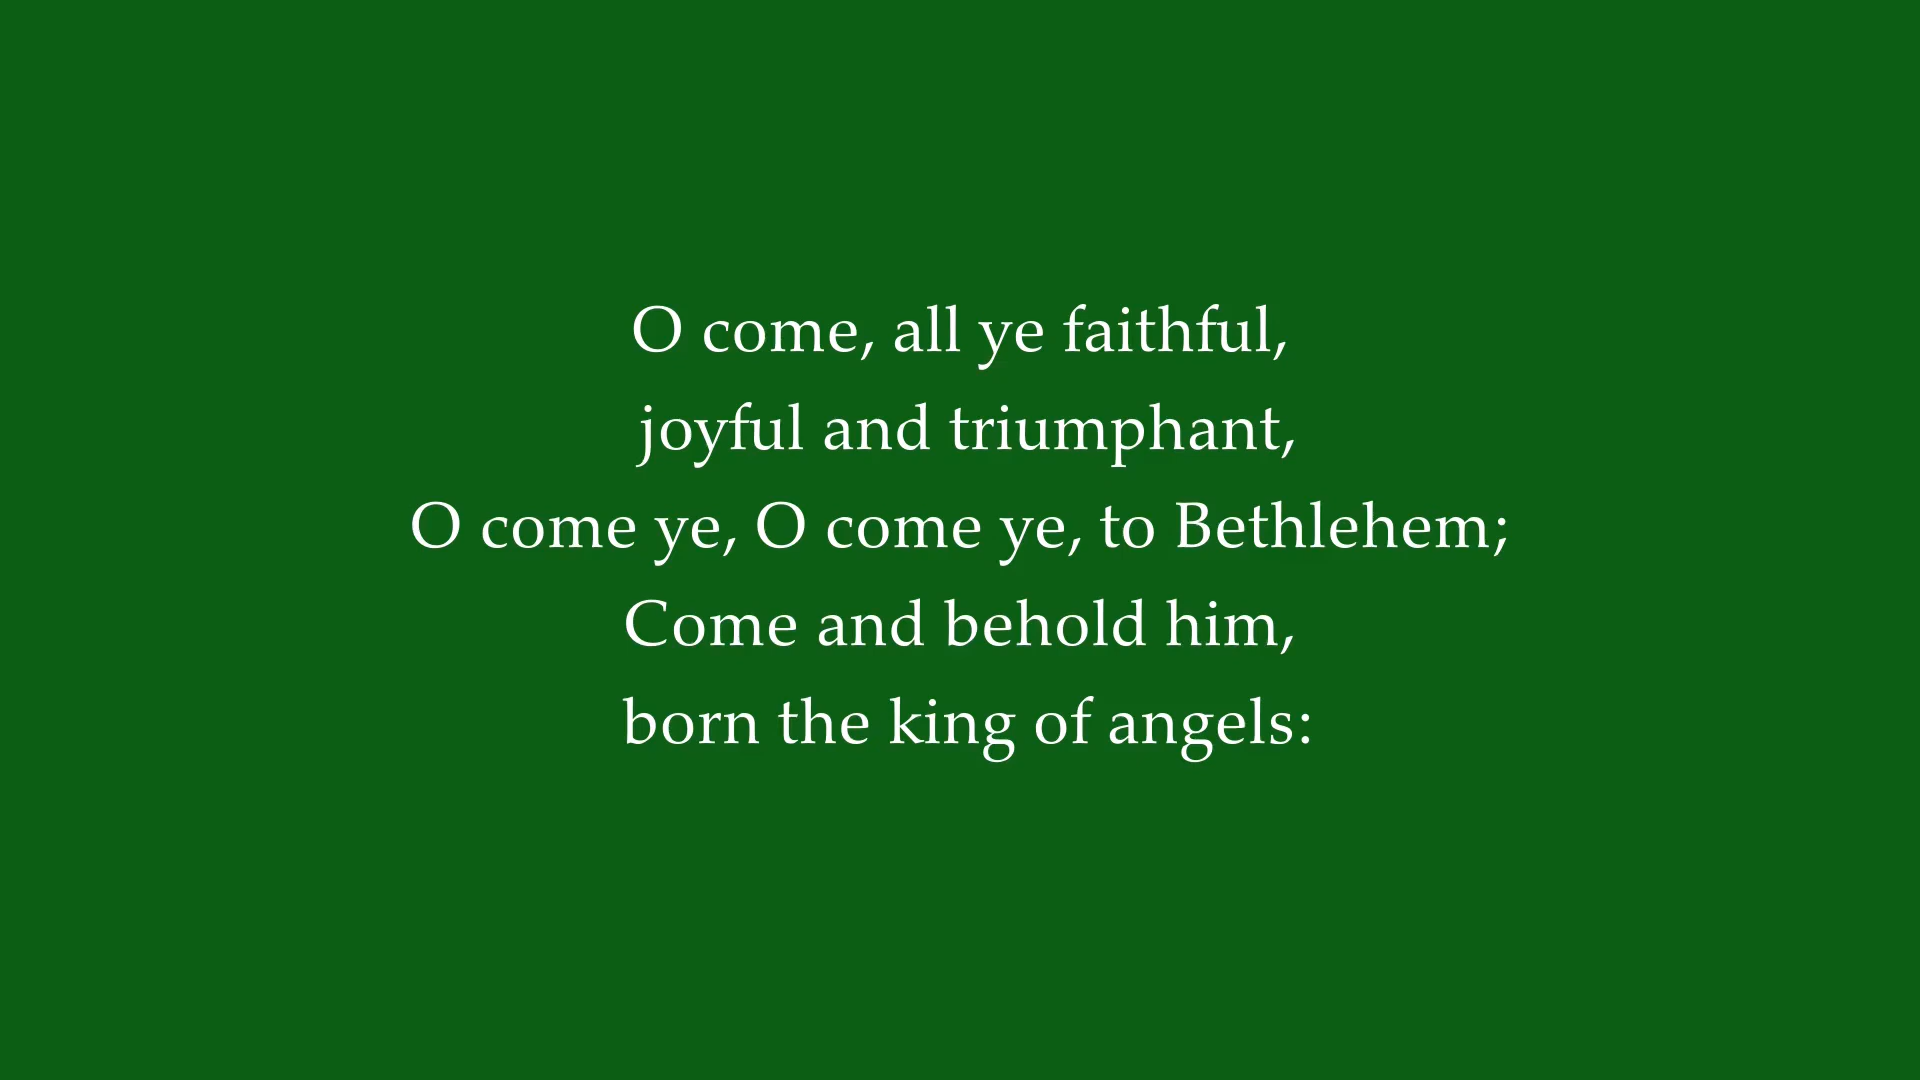 O come, all ye faithful,
joyful and triumphant,
O come ye, O come ye, to Bethlehem;
Come and behold him,
born the king of angels: